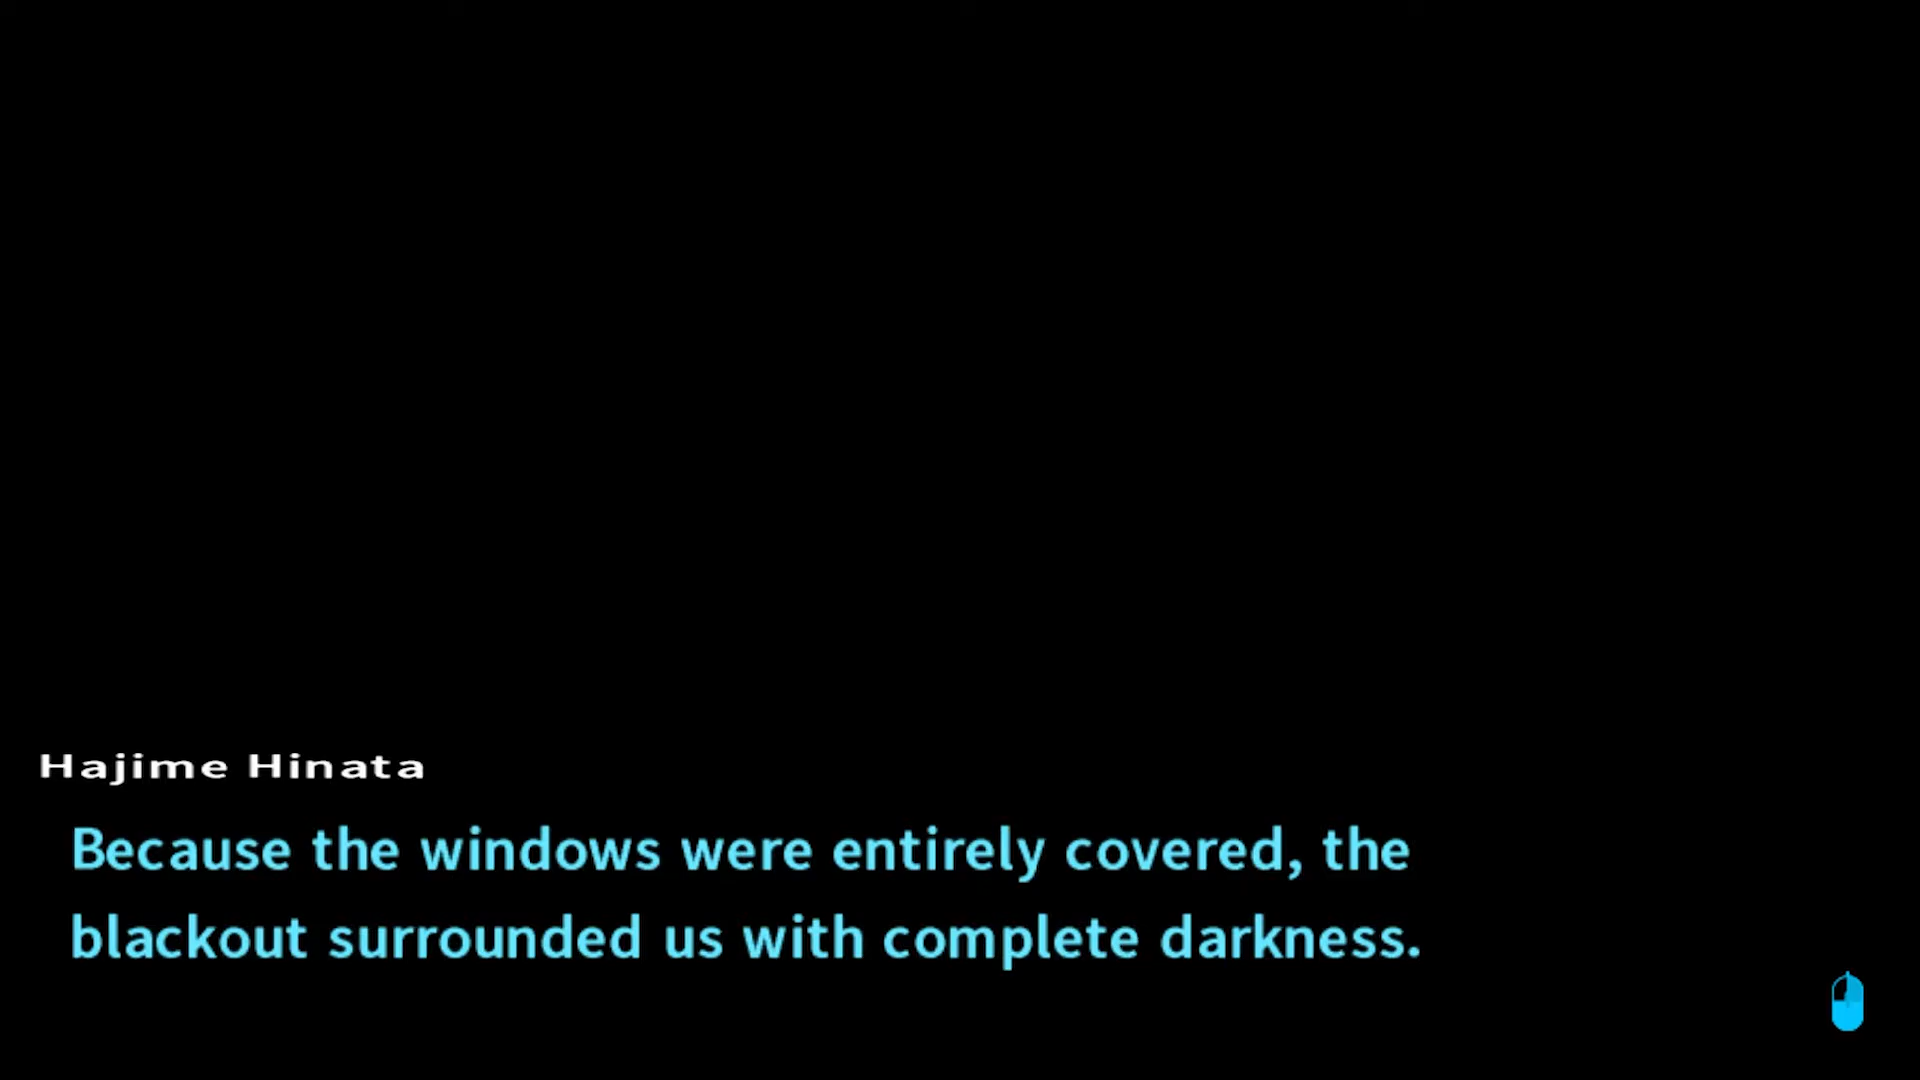 Hajime Hinata
Because the windows were entirely covered, the
blackout surrounded us with complete darkness.